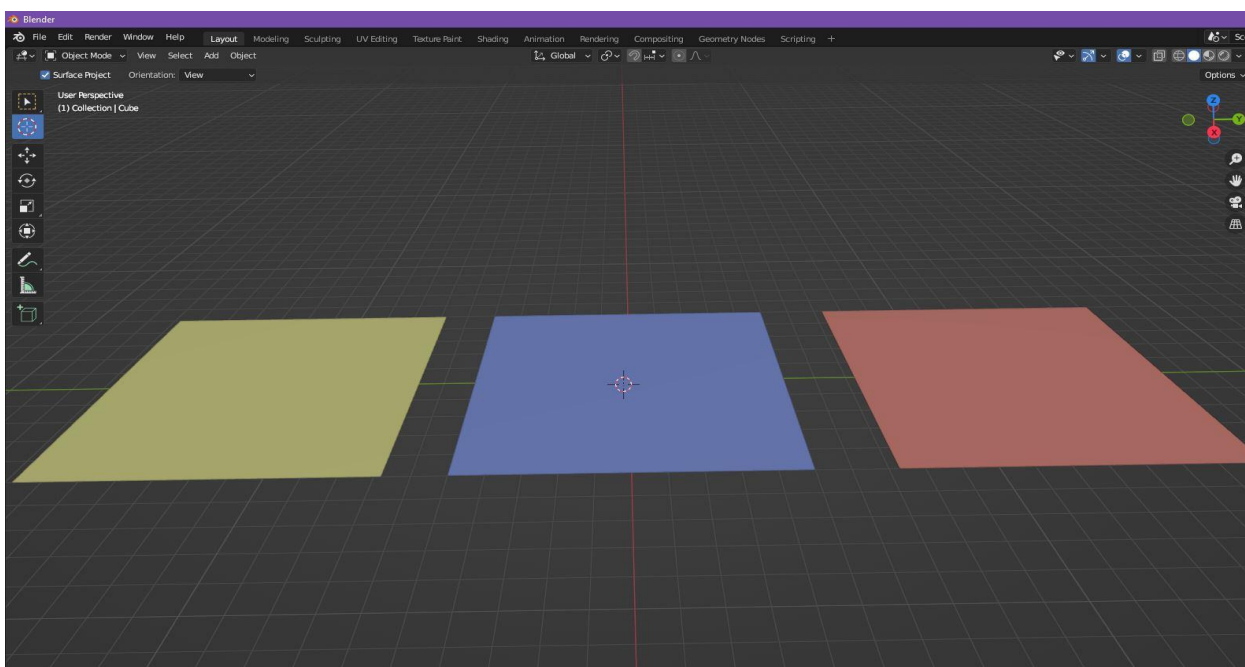 Blender
File Edit Render Window Help Layout Modeling Sculpting UV Editing Texture Paint Shading Animation Rendering Compositing Geometry Nodes Scripting + Sc
Object Mode View Select Add Object Global
Surface Project Orientation: View Options
User Perspective
(1) Collection | Cube
Z
Y
X